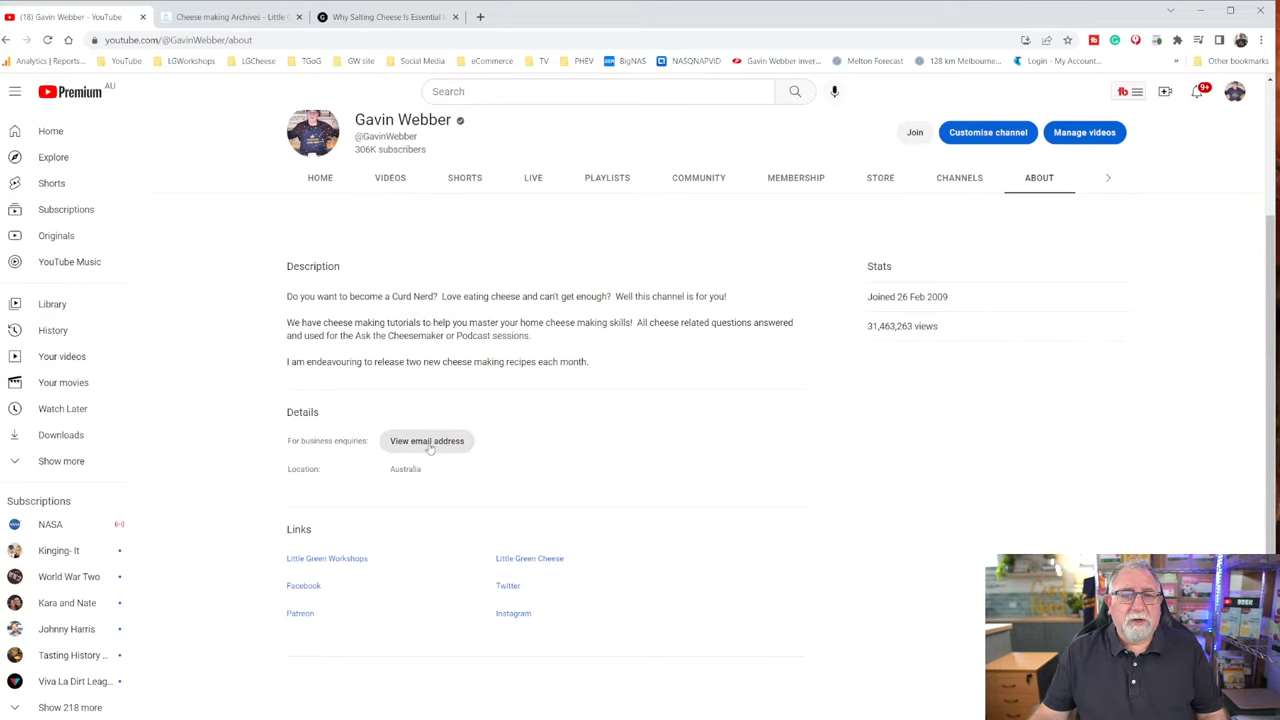 (18) Gavin Webber - YouTube
Cheese making Archives - Little G
Why Salting Cheese Is Essential
youtube.com/@GavinWebber/about
Analytics | Reports...
YouTube
LGWorkshops
LGCheese
TGoG
GW site
Social Media
eCommerce
TV
PHEV
BigNAS
NASQNAPVID
Gavin Webber inver...
Melton Forecast
128 km Melbourne...
Login - My Account...
»
Other bookmarks
Premium AU
Search
9+
Gavin Webber
@GavinWebber
306K subscribers
Join
Customise channel
Manage videos
HOME
VIDEOS
SHORTS
LIVE
PLAYLISTS
COMMUNITY
MEMBERSHIP
STORE
CHANNELS
ABOUT
Home
Explore
Shorts
Subscriptions
Originals
YouTube Music
Library
History
Your videos
Your movies
Watch Later
Downloads
Show more
Subscriptions
NASA
Kinging- It
World War Two
Kara and Nate
Johnny Harris
Tasting History ...
Viva La Dirt Leag...
Show 218 more
Description
Do you want to become a Curd Nerd? Love eating cheese and can't get enough? Well this channel is for you!
We have cheese making tutorials to help you master your home cheese making skills! All cheese related questions answered
and used for the Ask the Cheesemaker or Podcast sessions.
I am endeavouring to release two new cheese making recipes each month.
Details
For business enquiries:
View email address
Location:
Australia
Links
Little Green Workshops
Little Green Cheese
Facebook
Twitter
Patreon
Instagram
Stats
Joined 26 Feb 2009
31,463,263 views